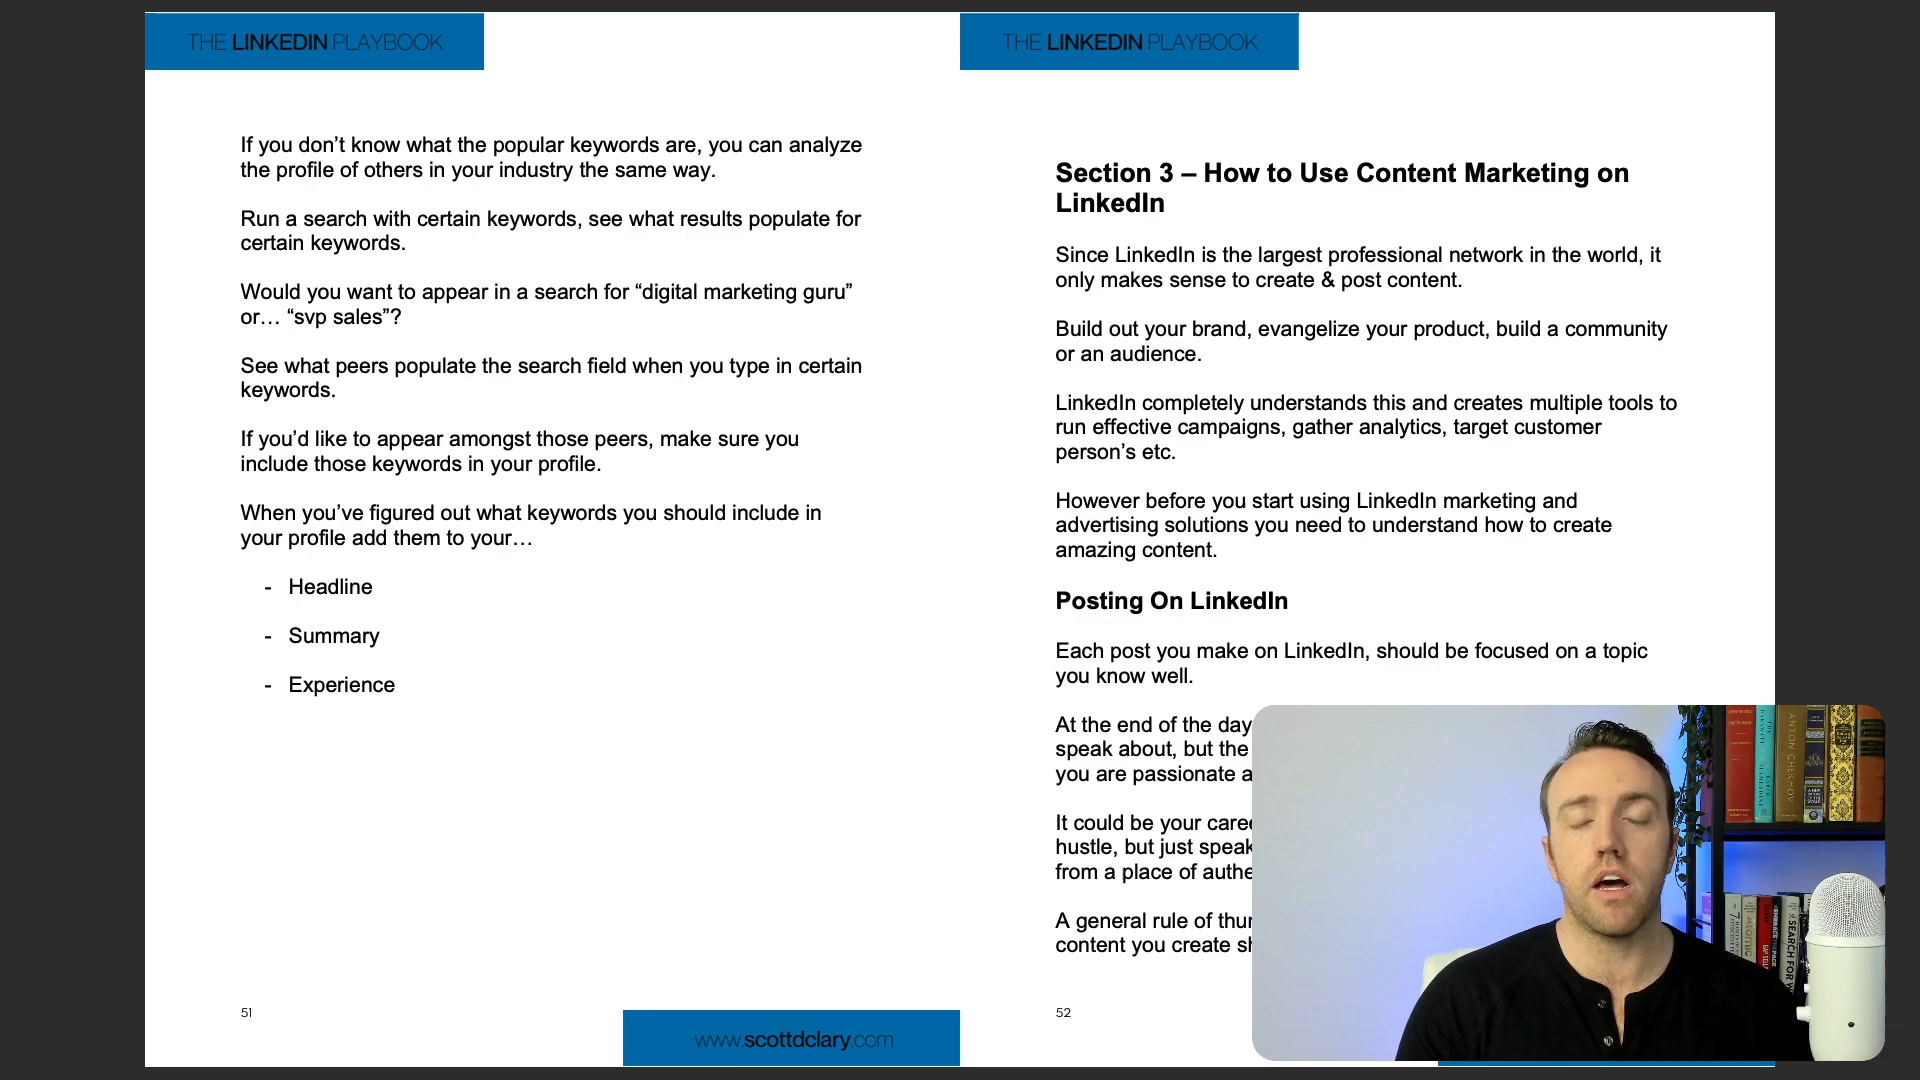 THE LINKEDIN PLAYBOOK
If you don’t know what the popular keywords are, you can analyze
the profile of others in your industry the same way.
Run a search with certain keywords, see what results populate for
certain keywords.
Would you want to appear in a search for “digital marketing guru”
or… “svp sales”?
See what peers populate the search field when you type in certain
keywords.
If you’d like to appear amongst those peers, make sure you
include those keywords in your profile.
When you’ve figured out what keywords you should include in
your profile add them to your…
- Headline
- Summary
- Experience
51
www.scottdclary.com
THE LINKEDIN PLAYBOOK
Section 3 – How to Use Content Marketing on
LinkedIn
Since LinkedIn is the largest professional network in the world, it
only makes sense to create & post content.
Build out your brand, evangelize your product, build a community
or an audience.
LinkedIn completely understands this and creates multiple tools to
run effective campaigns, gather analytics, target customer
person’s etc.
However before you start using LinkedIn marketing and
advertising solutions you need to understand how to create
amazing content.
Posting On LinkedIn
Each post you make on LinkedIn, should be focused on a topic
you know well.
At the end of the day
speak about, but the
you are passionate
It could be your
hustle, but just speak
from a place of
A general rule of
content you create
52
ANTON CHEKHOV
SEARCH FOR